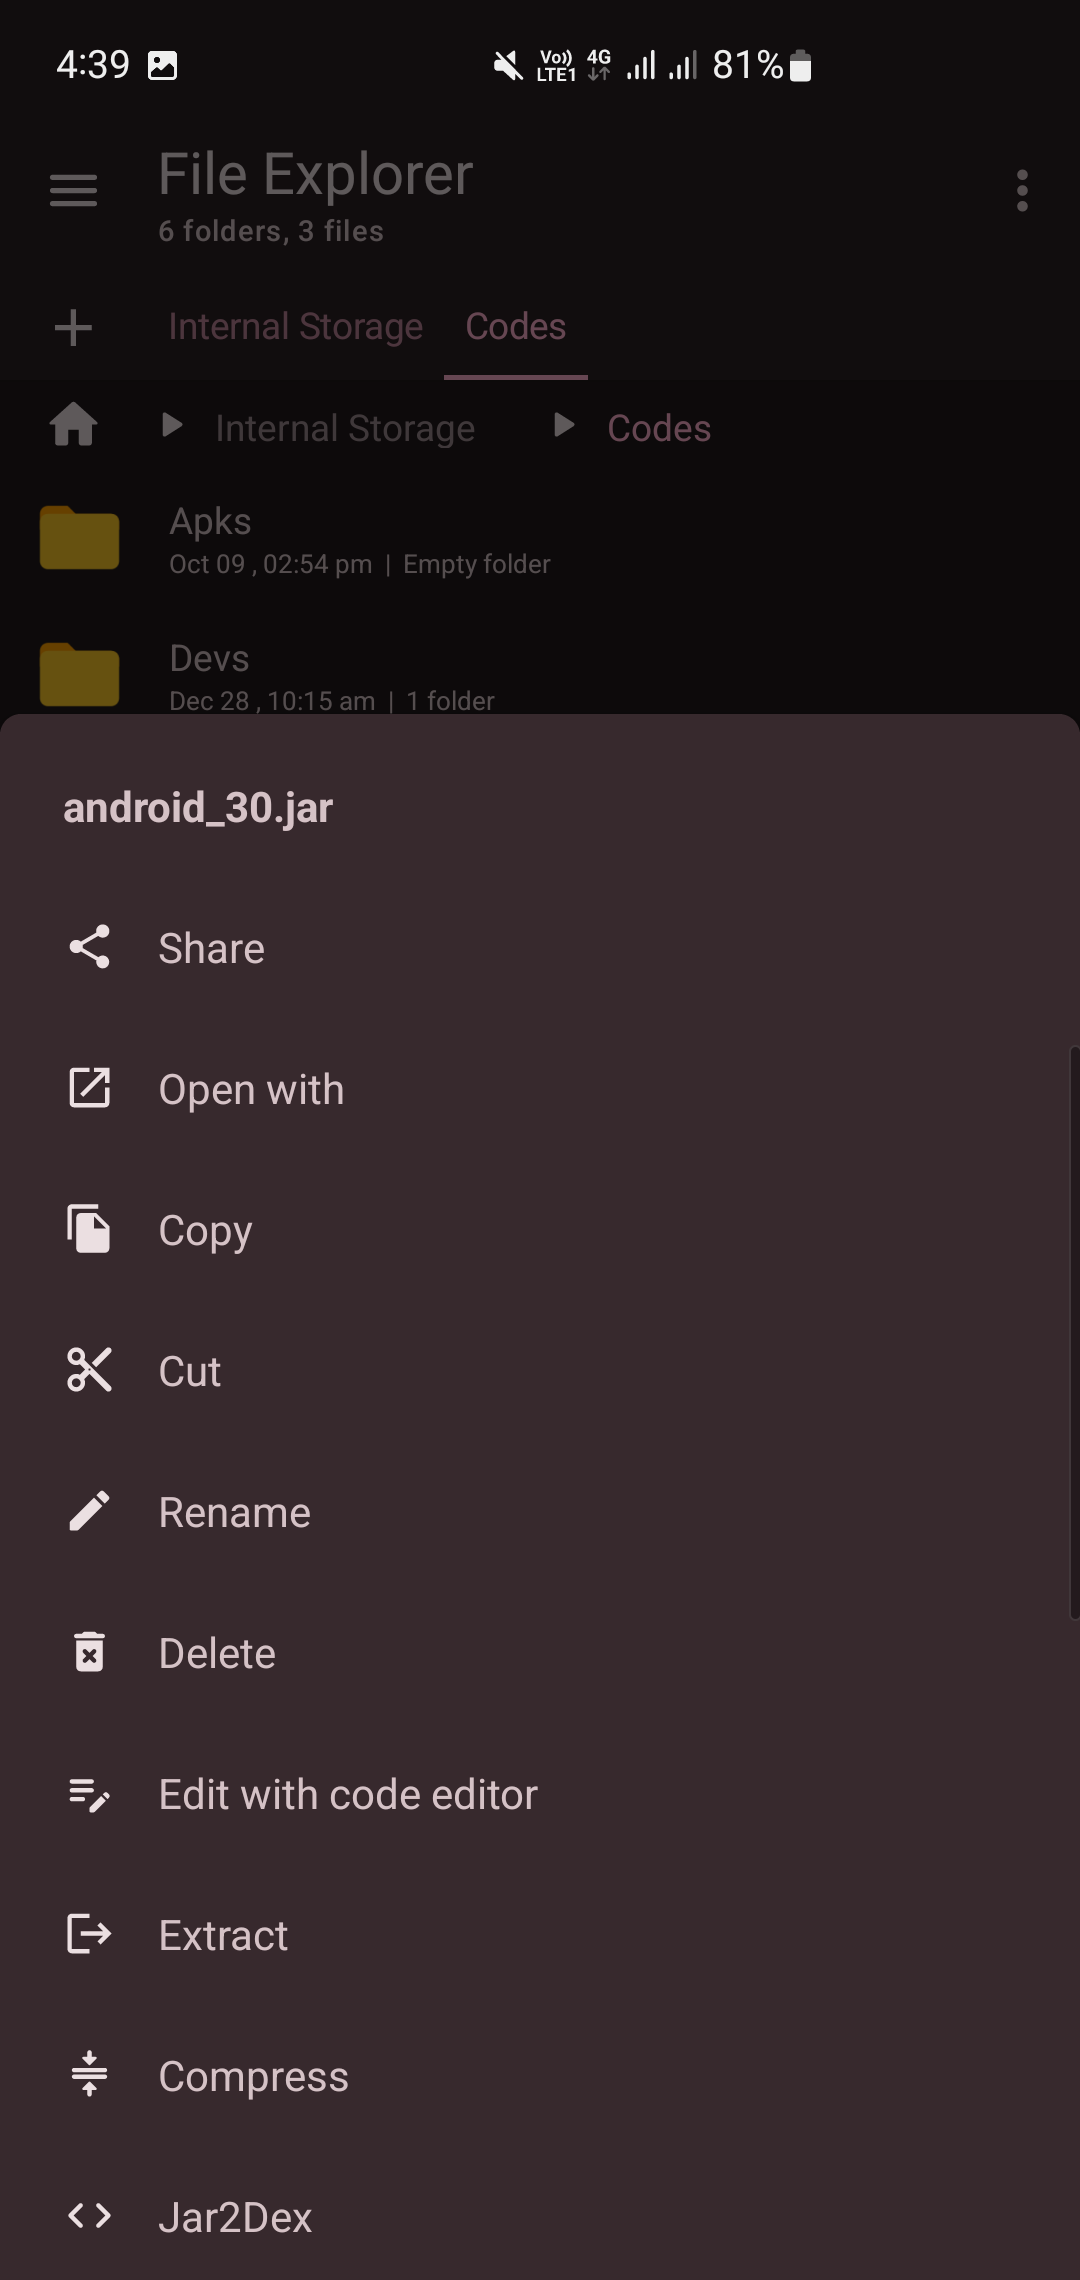 4:39
Vo)) LTE1 4G 81%
File Explorer
6 folders, 3 files
Internal Storage Codes
Internal Storage Codes
Apks
Oct 09 , 02:54 pm | Empty folder
Devs
Dec 28 , 10:15 am | 1 folder
android_30.jar
Share
Open with
Copy
Cut
Rename
Delete
Edit with code editor
Extract
Compress
Jar2Dex